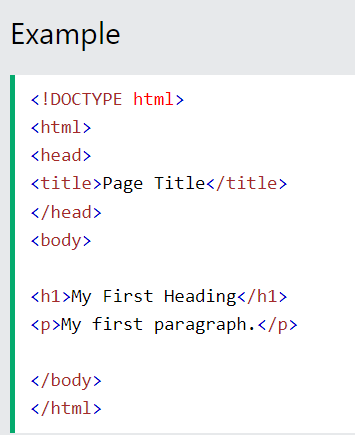 Example
<!DOCTYPE html>
<html>
<head>
<title>Page Title</title>
</head>
<body>
<h1>My First Heading</h1>
<p>My first paragraph.</p>
</body>
</html>